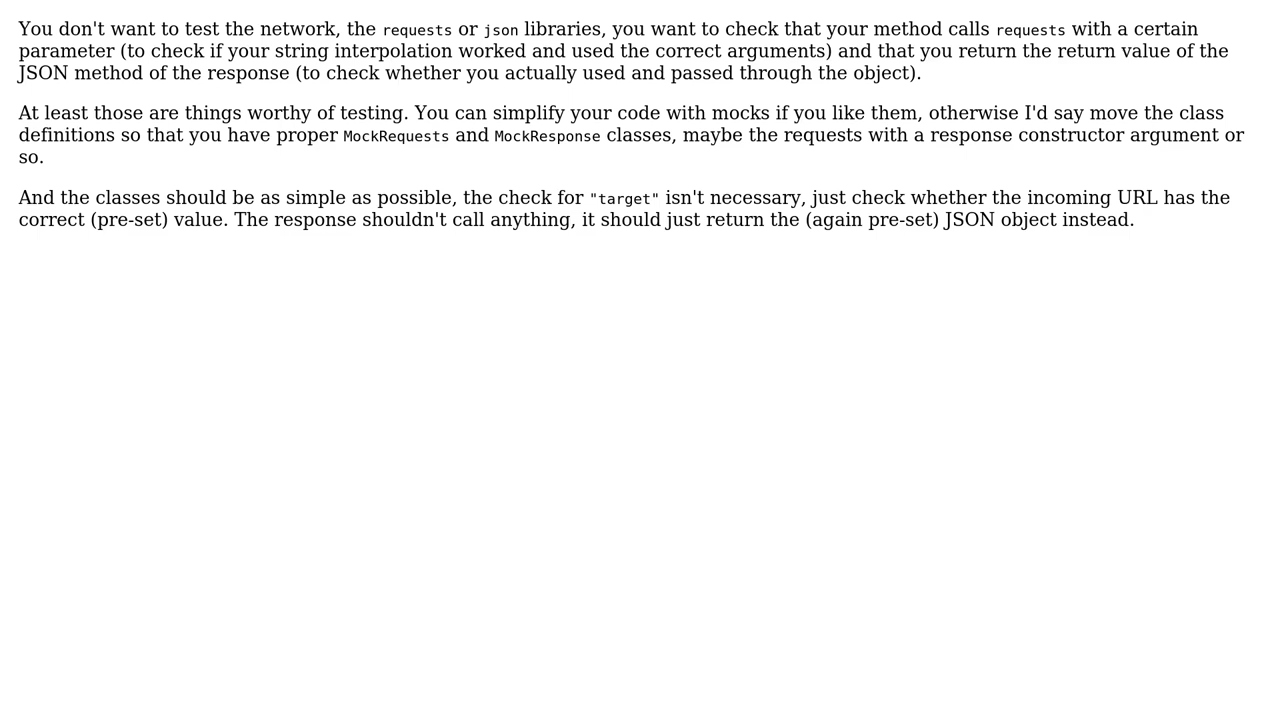 You don't want to test the network, the requests or json libraries, you want to check that your method calls requests with a certain
parameter (to check if your string interpolation worked and used the correct arguments) and that you return the return value of the
JSON method of the response (to check whether you actually used and passed through the object).
At least those are things worthy of testing. You can simplify your code with mocks if you like them, otherwise I'd say move the class
definitions so that you have proper MockRequests and MockResponse classes, maybe the requests with a response constructor argument or
so.
And the classes should be as simple as possible, the check for "target" isn't necessary, just check whether the incoming URL has the
correct (pre-set) value. The response shouldn't call anything, it should just return the (again pre-set) JSON object instead.